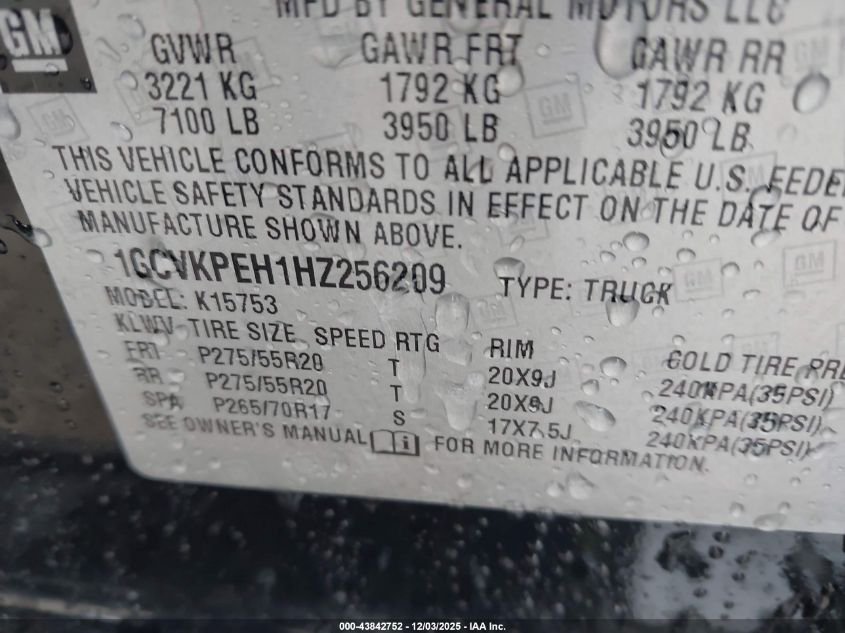 MFD BY GENERAL MOTORS LLC
GM
GVWR GAWR FRT GAWR RR
3221 KG 1792 KG 1792 KG
7100 LB 3950 LB 3950 LB
THIS VEHICLE CONFORMS TO ALL APPLICABLE U.S. FEDE
VEHICLE SAFETY STANDARDS IN EFFECT ON THE DATE OF
MANUFACTURE SHOWN ABOVE.
1GCVKPEH1HZ256209 TYPE: TRUCK
MODEL: K15753
KLWV TIRE SIZE SPEED RTG RIM COLD TIRE PRE
FRT P275/55R20 T 20X9J 240KPA(35PSI)
RR P275/55R20 T 20X9J 240KPA(35PSI)
SPA P265/70R17 S 17X7.5J 240KPA(35PSI)
SEE OWNER'S MANUAL FOR MORE INFORMATION.
000-43842752 - 12/03/2025 - IAA Inc.